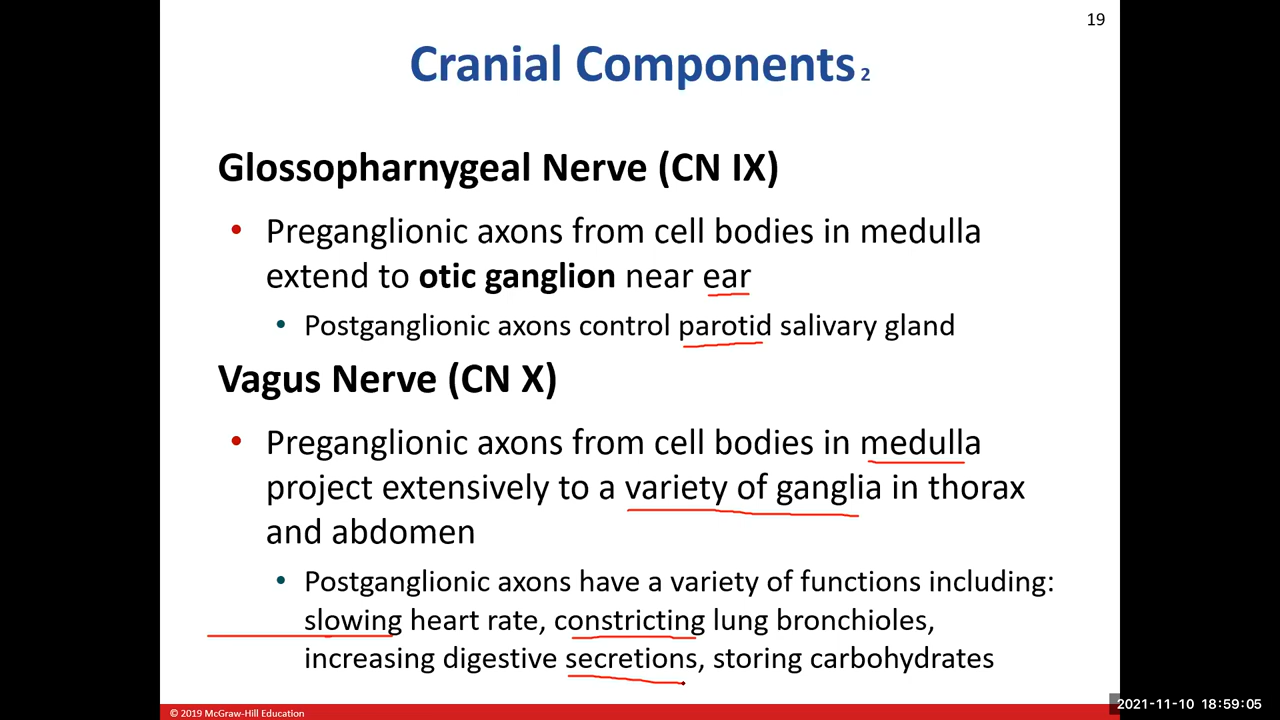 19
Cranial Components 2
Glossopharnygeal Nerve (CN IX)
• Preganglionic axons from cell bodies in medulla
extend to otic ganglion near ear
• Postganglionic axons control parotid salivary gland
Vagus Nerve (CN X)
• Preganglionic axons from cell bodies in medulla
project extensively to a variety of ganglia in thorax
and abdomen
• Postganglionic axons have a variety of functions including:
slowing heart rate, constricting lung bronchioles,
increasing digestive secretions, storing carbohydrates
© 2019 McGraw-Hill Education
2021-11-10 18:59:05